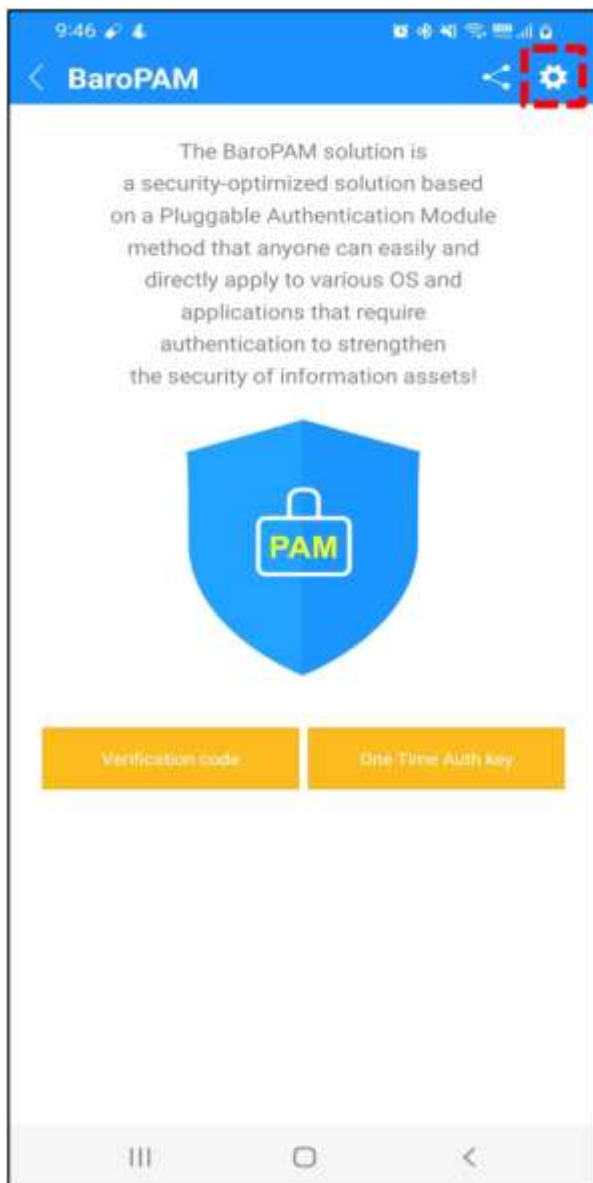 9:46
BaroPAM
The BaroPAM solution is
a security-optimized solution based
on a Pluggable Authentication Module
method that anyone can easily and
directly apply to various OS and
applications that require
authentication to strengthen
the security of information assets!
PAM
Verification code
One Time Auth key